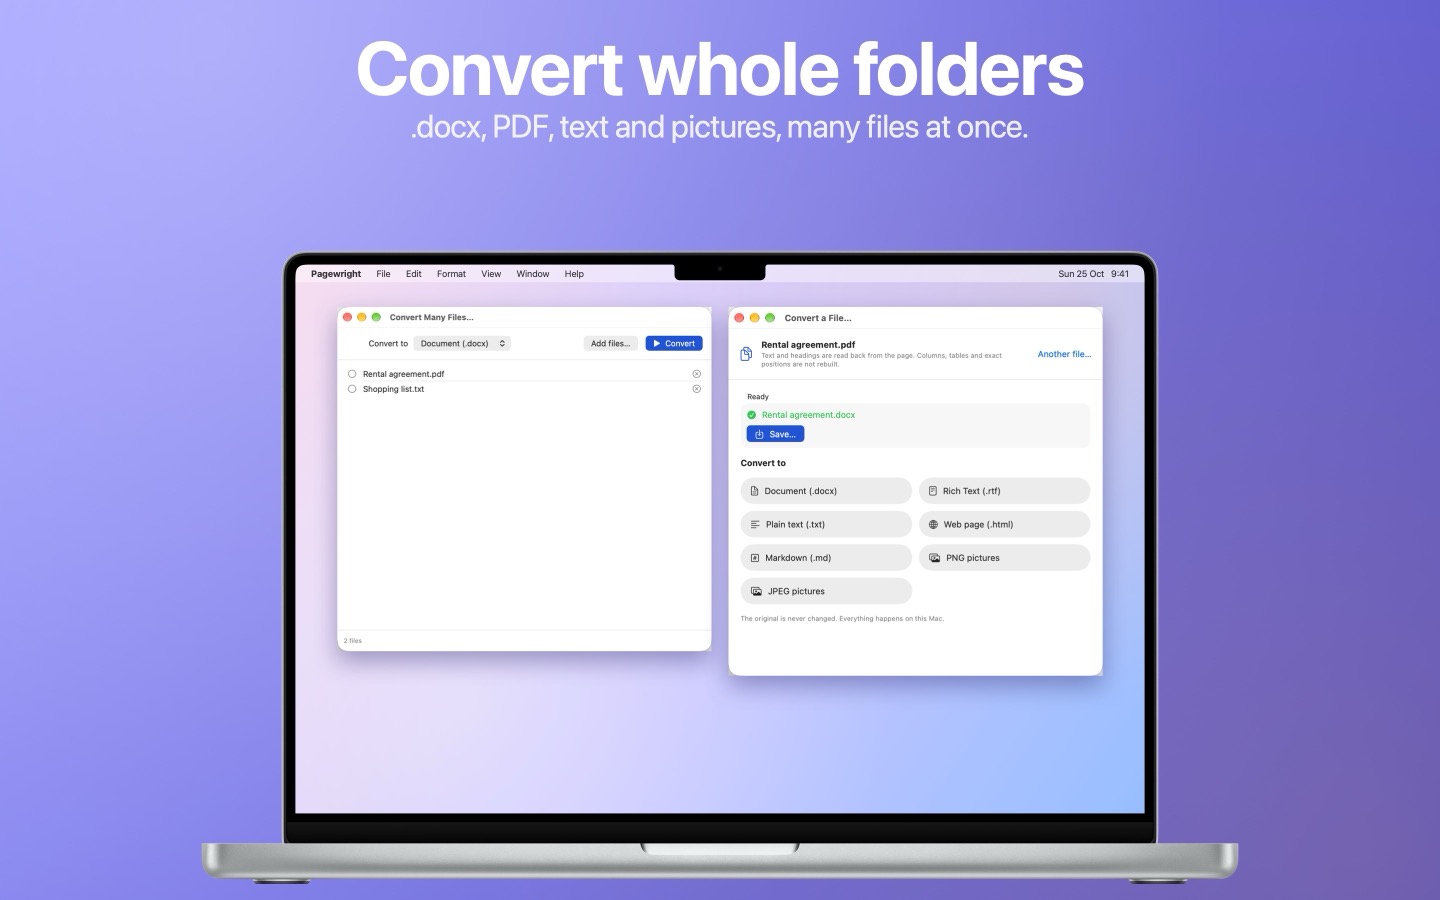 Convert whole folders
.docx, PDF, text and pictures, many files at once.
Pagewright File Edit Format View Window Help
Sun 25 Oct 9:41
Convert Many Files...
Convert to Document (.docx) Add files... Convert
Rental agreement.pdf
Shopping list.txt
2 files
Convert a File...
Rental agreement.pdf
Text and headings are read back from the page. Columns, tables and exact
positions are not rebuilt.
Another file...
Ready
Rental agreement.docx
Save...
Convert to
Document (.docx) Rich Text (.rtf)
Plain text (.txt) Web page (.html)
Markdown (.md) PNG pictures
JPEG pictures
The original is never changed. Everything happens on this Mac.